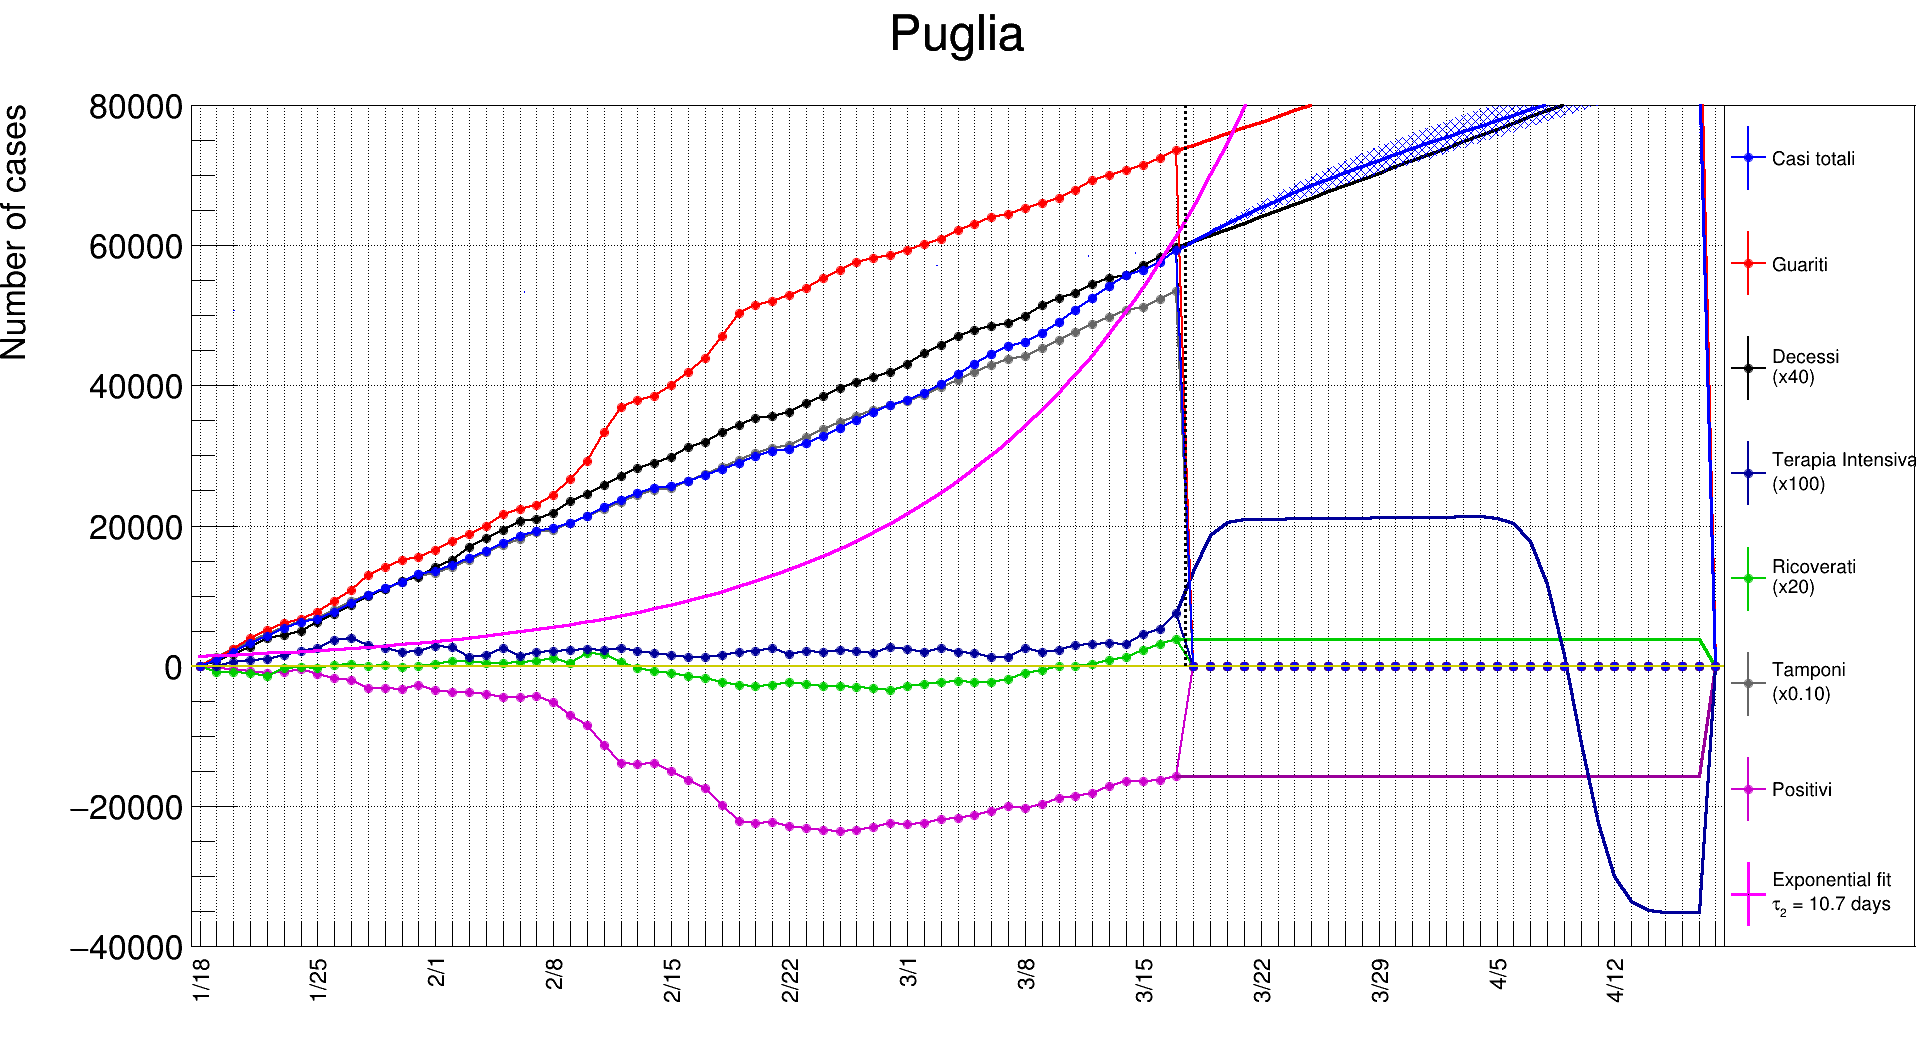 Puglia
Number of cases
80000
60000
40000
20000
0
−20000
−40000
1/18
1/25
2/1
2/8
2/15
2/22
3/1
3/8
3/15
3/22
3/29
4/5
4/12
Casi totali
Guariti
Decessi
(x40)
Terapia Intensiva
(x100)
Ricoverati
(x20)
Tamponi
(x0.10)
Positivi
Exponential fit
τ2 = 10.7 days